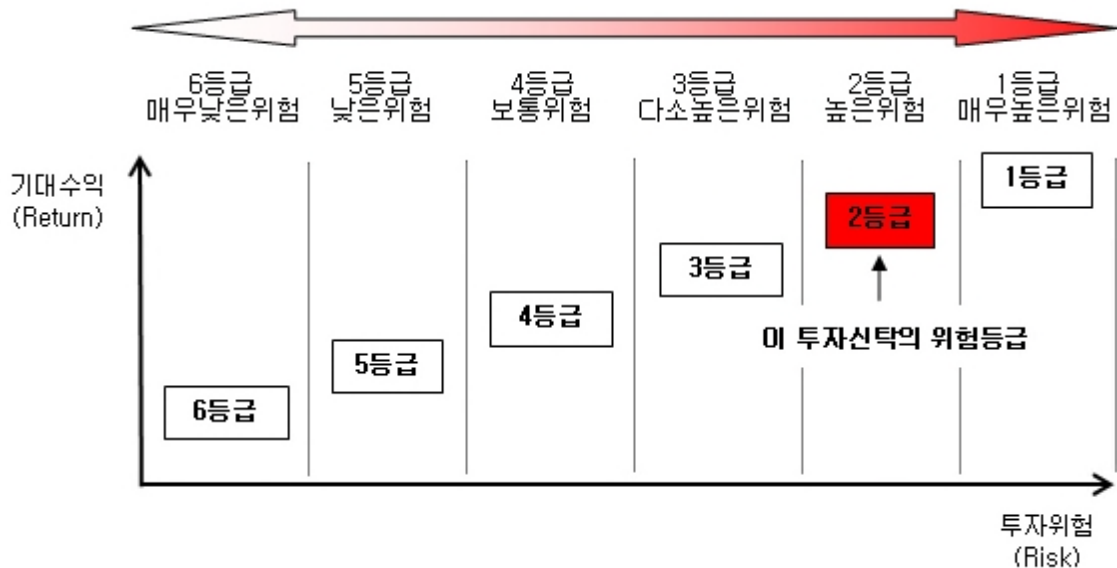 6등급 5등급 4등급 3등급 2등급 1등급
매우낮은위험 낮은위험 보통위험 다소높은위험 높은위험 매우높은위험
기대수익
(Return)
1등급
2등급
3등급
4등급
이 투자신탁의 위험등급
5등급
6등급
투자위험
(Risk)